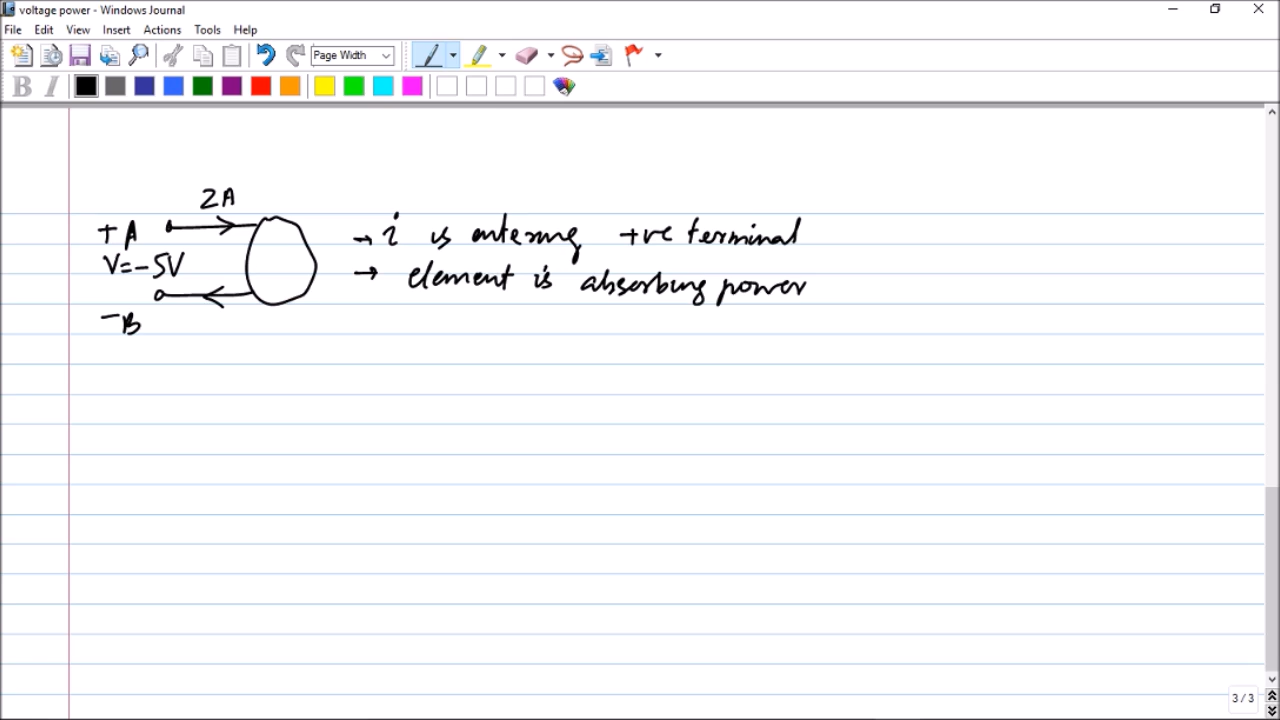 voltage power - Windows Journal
File Edit View Insert Actions Tools Help
Page Width
B I
2A
+ A
V=-5V
- B
→ i is entering +ve terminal
→ element is absorbing power
3 / 3